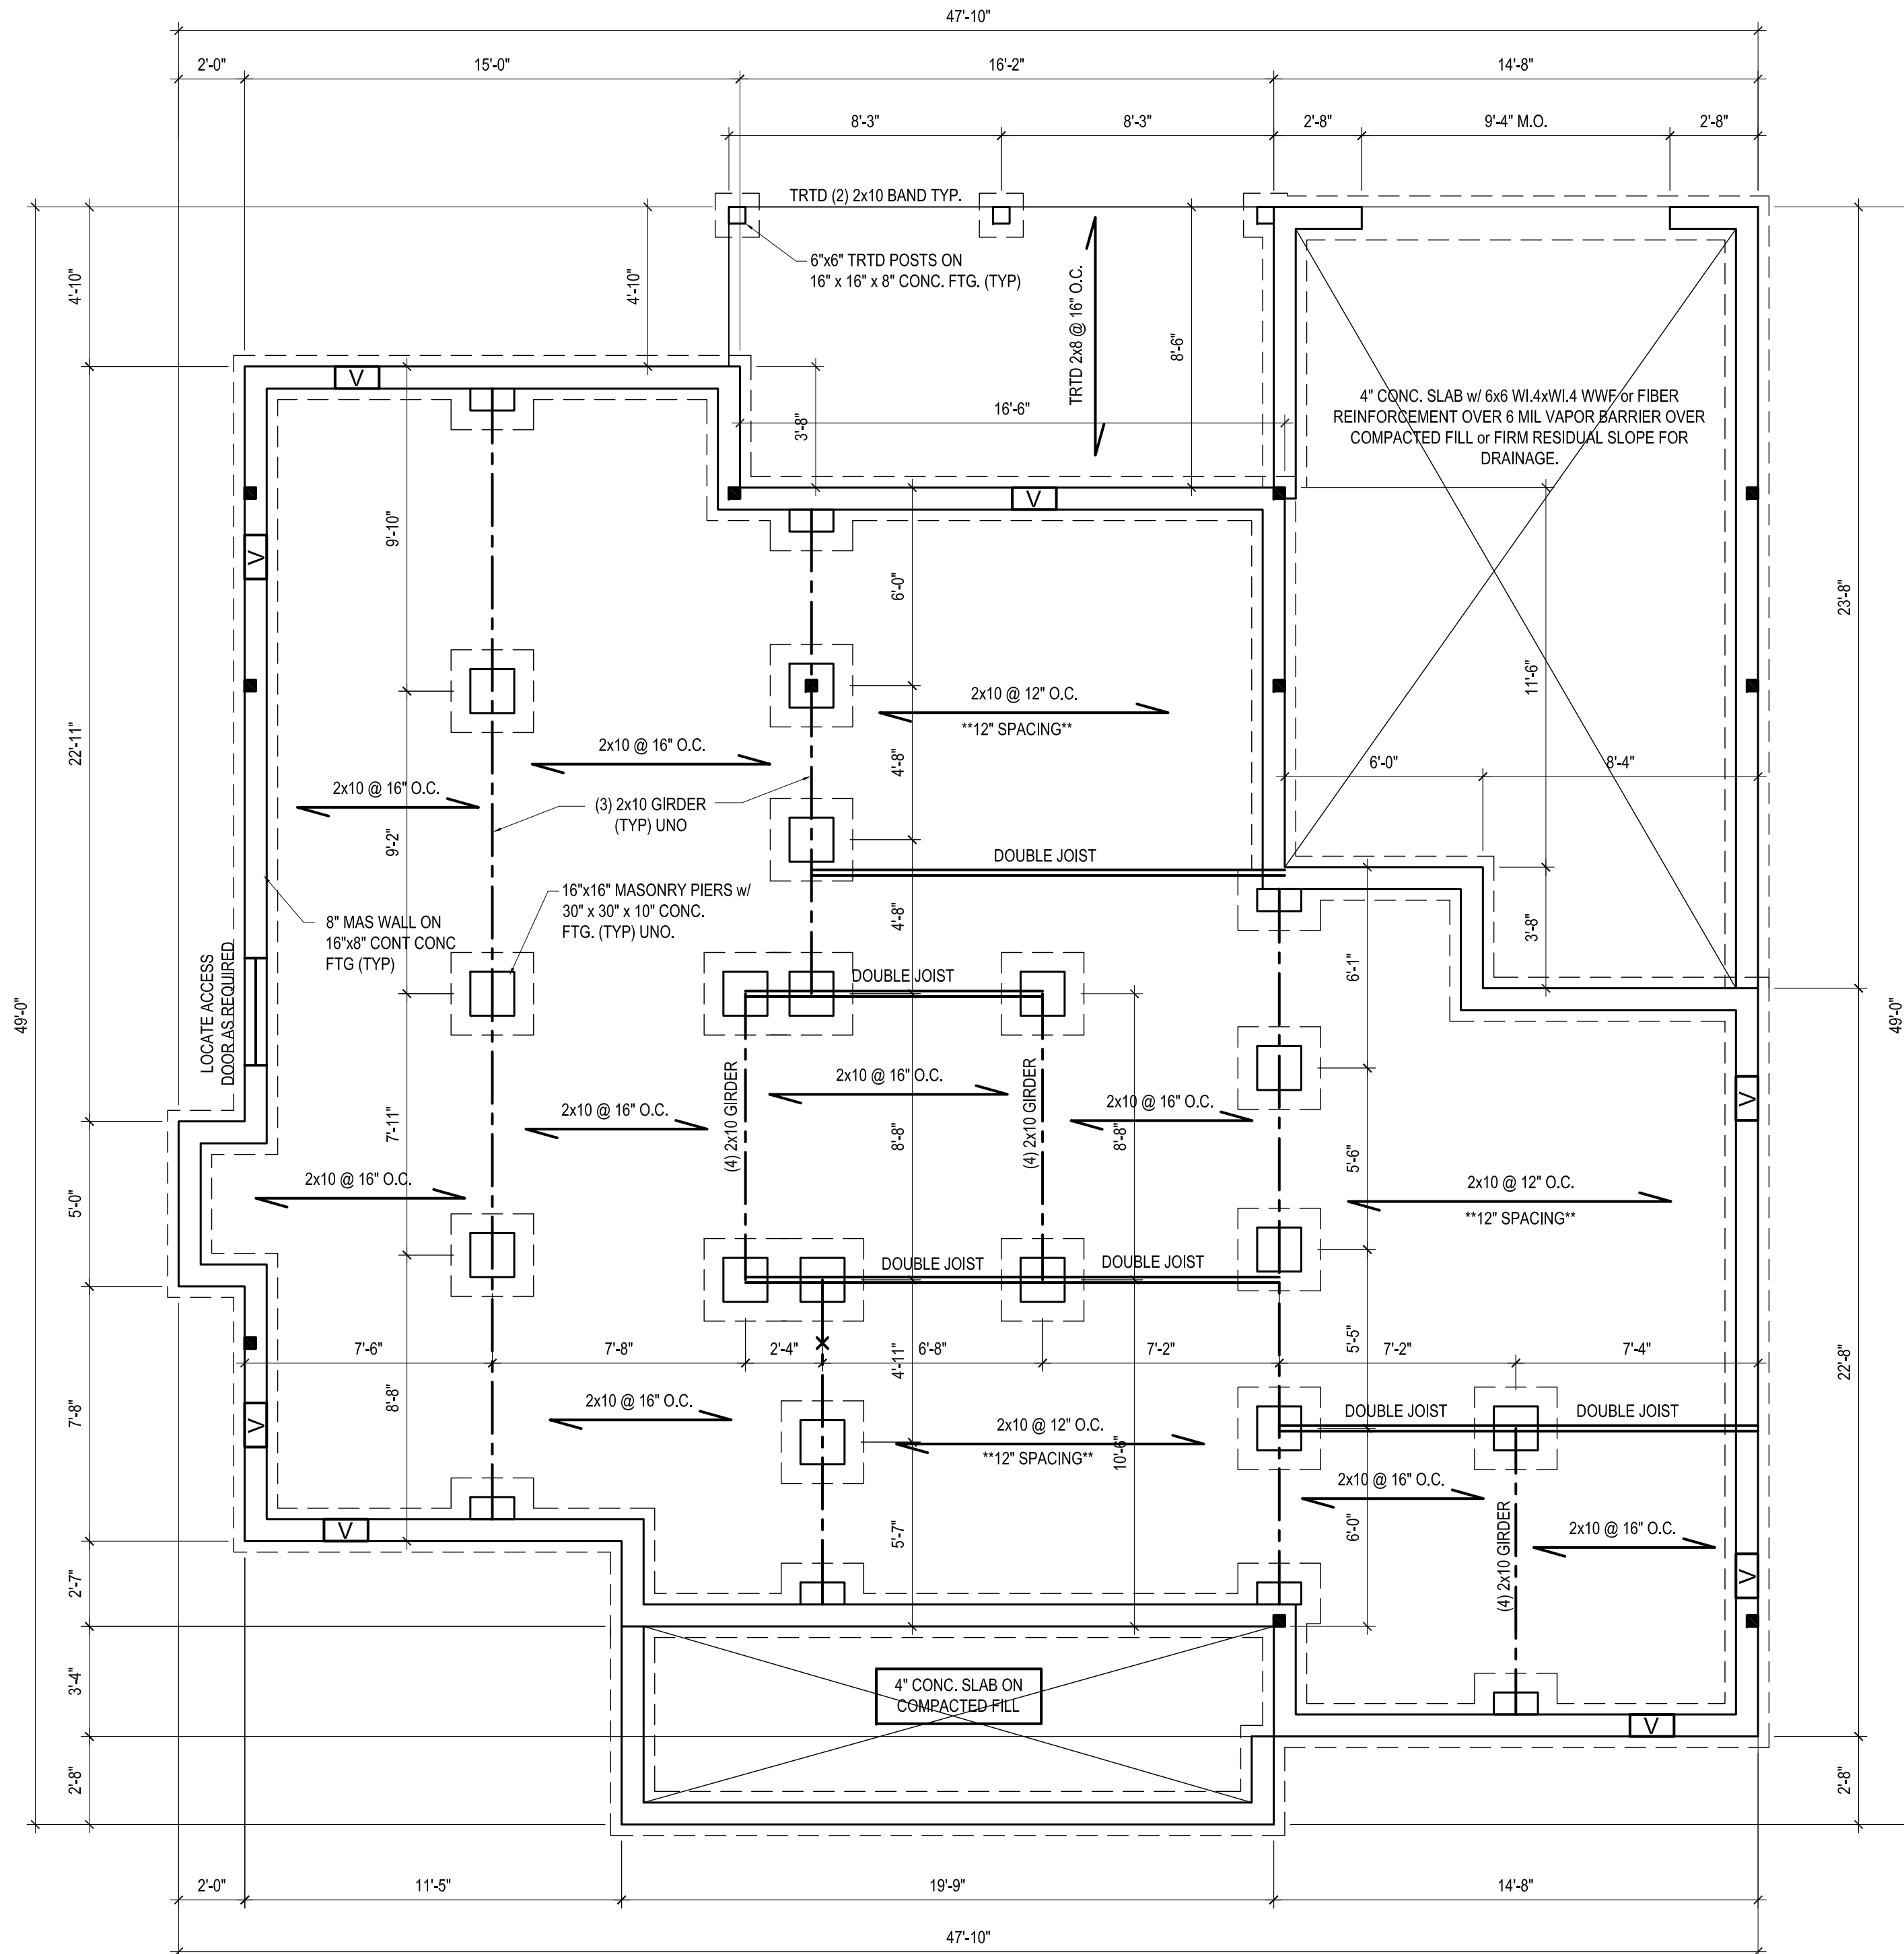 47'-10"
2'-0"
15'-0"
16'-2"
14'-8"
8'-3"
8'-3"
2'-8"
9'-4" M.O.
2'-8"
TRTD (2) 2x10 BAND TYP.
6"x6" TRTD POSTS ON
16" x 16" x 8" CONC. FTG. (TYP)
4'-10"
4'-10"
TRTD 2x8 @ 16" O.C.
8'-6"
V
3'-8"
16'-6"
4" CONC. SLAB w/ 6x6 WI.4xWI.4 WWF or FIBER
REINFORCEMENT OVER 6 MIL VAPOR BARRIER OVER
COMPACTED FILL or FIRM RESIDUAL SLOPE FOR
DRAINAGE.
V
V
9'-10"
6'-0"
23'-8"
2x10 @ 12" O.C.
**12" SPACING**
11'-6"
22'-11"
2x10 @ 16" O.C.
4'-8"
6'-0"
8'-4"
2x10 @ 16" O.C.
(3) 2x10 GIRDER
(TYP) UNO
9'-2"
DOUBLE JOIST
16"x16" MASONRY PIERS w/
30" x 30" x 10" CONC.
FTG. (TYP) UNO.
8" MAS WALL ON
16"x8" CONT CONC
FTG (TYP)
4'-8"
3'-8"
6'-1"
LOCATE ACCESS
DOOR AS REQUIRED
DOUBLE JOIST
49'-0"
49'-0"
(4) 2x10 GIRDER
2x10 @ 16" O.C.
(4) 2x10 GIRDER
2x10 @ 16" O.C.
2x10 @ 16" O.C.
V
7'-11"
8'-8"
8'-8"
5'-6"
2x10 @ 16" O.C.
2x10 @ 12" O.C.
**12" SPACING**
5'-0"
DOUBLE JOIST
DOUBLE JOIST
7'-6"
7'-8"
2'-4"
6'-8"
7'-2"
7'-2"
7'-4"
4'-11"
5'-5"
22'-8"
8'-8"
7'-8"
2x10 @ 16" O.C.
2x10 @ 12" O.C.
**12" SPACING**
10'-6"
DOUBLE JOIST
DOUBLE JOIST
V
2x10 @ 16" O.C.
6'-0"
(4) 2x10 GIRDER
2x10 @ 16" O.C.
V
5'-7"
V
2'-7"
3'-4"
4" CONC. SLAB ON
COMPACTED FILL
V
2'-8"
2'-8"
2'-0"
11'-5"
19'-9"
14'-8"
47'-10"